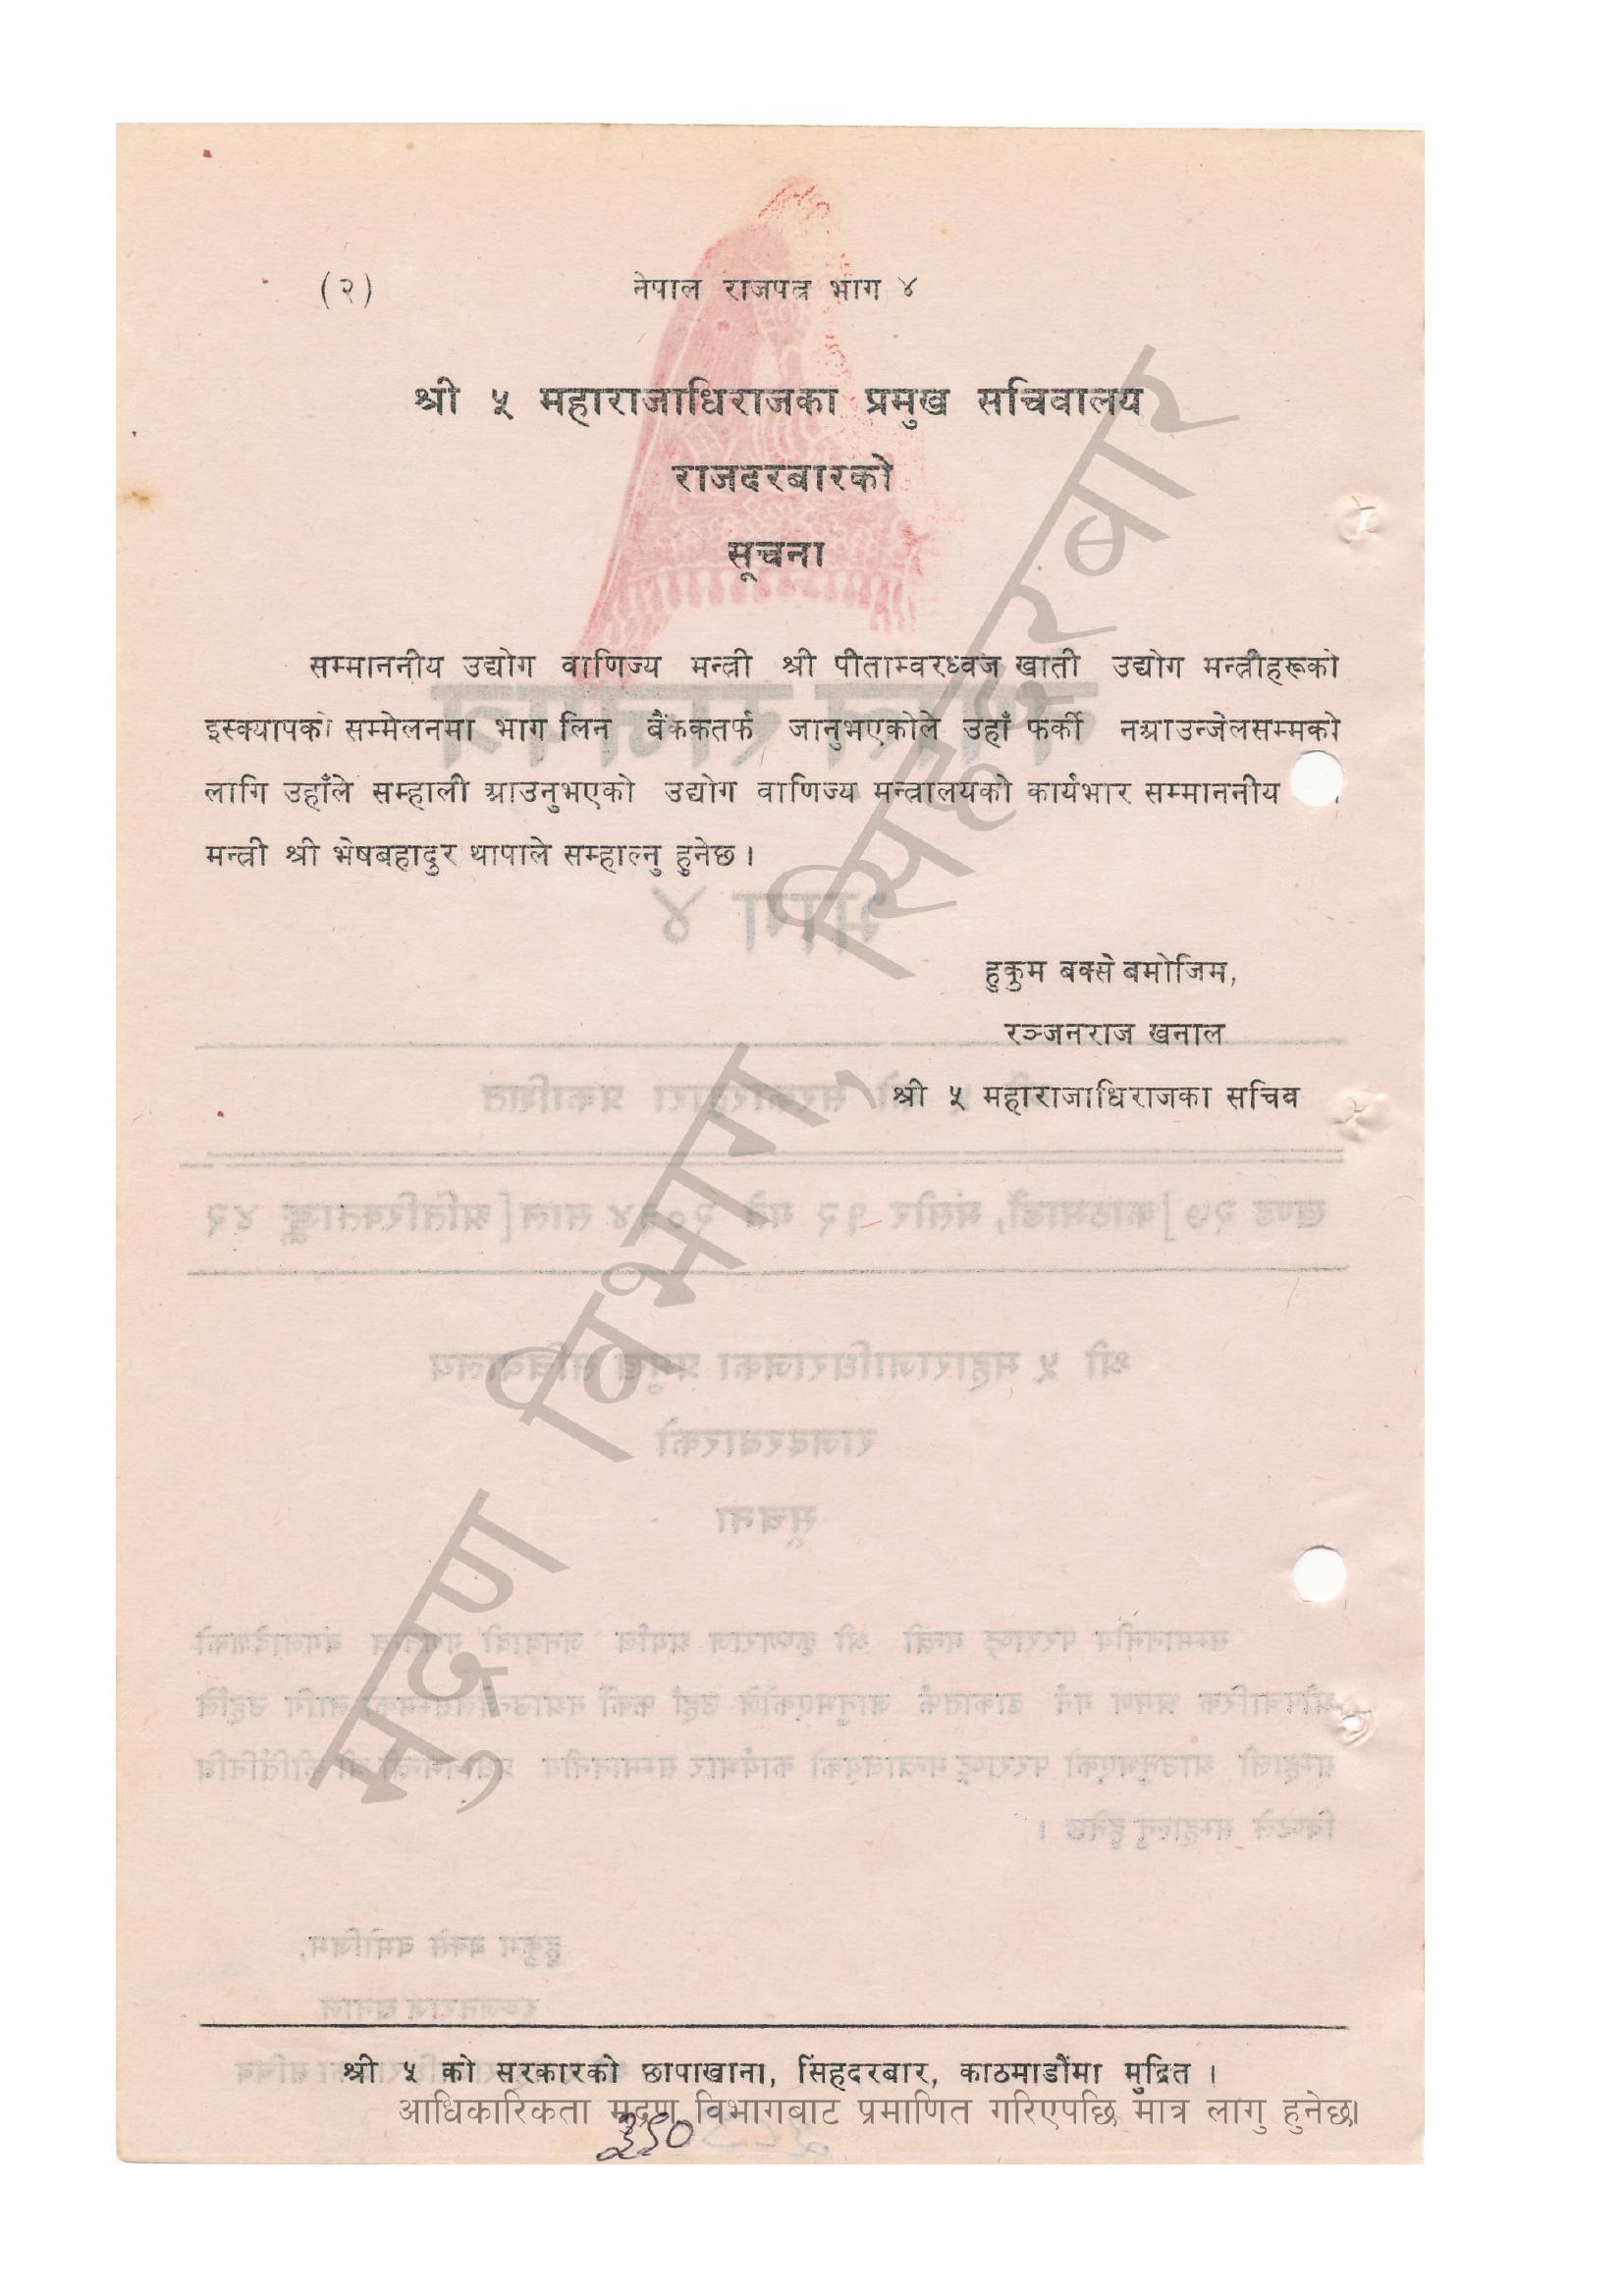 (२) नेपाल राजपत्र भाग ४
श्री ५ महाराजाधिराजका प्रमुख सचिवालय
राजदरबारको
सूचना
सम्माननीय उद्योग वाणिज्य मन्त्री श्री पीताम्वरध्वज खाती उद्योग मन्त्रीहरूको
इस्क्यापको सम्मेलनमा भाग लिन बैंककतर्फ जानुभएकोले उहाँ फर्की नआउन्जेलसम्मको
लागि उहाँले सम्हाली आउनुभएको उद्योग वाणिज्य मन्त्रालयको कार्यभार सम्माननीय
मन्त्री श्री भेषबहादुर थापाले सम्हाल्नु हुनेछ ।
हुकुम बक्से बमोजिम,
रञ्जनराज खनाल
श्री ५ महाराजाधिराजका सचिव
मुद्रण विभाग, सिंहदरबार
श्री ५ को सरकारको छापाखाना, सिंहदरबार, काठमाडौंमा मुद्रित ।
आधिकारिकता मुद्रण विभागबाट प्रमाणित गरिएपछि मात्र लागु हुनेछ।